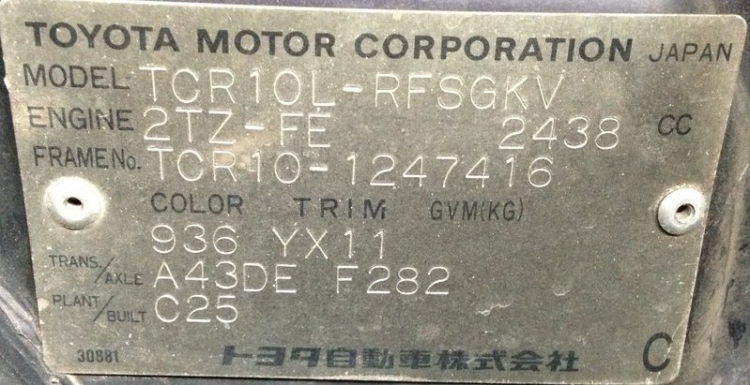 TOYOTA MOTOR CORPORATION JAPAN
MODEL TCR10L-RFSGKV
ENGINE 2TZ-FE 2438 CC
FRAME No. TCR10-1247416
COLOR TRIM GVM(KG)
936 YX11
TRANS./AXLE A43DE F282
PLANT/BUILT C25
30881 トヨタ自動車株式会社 C